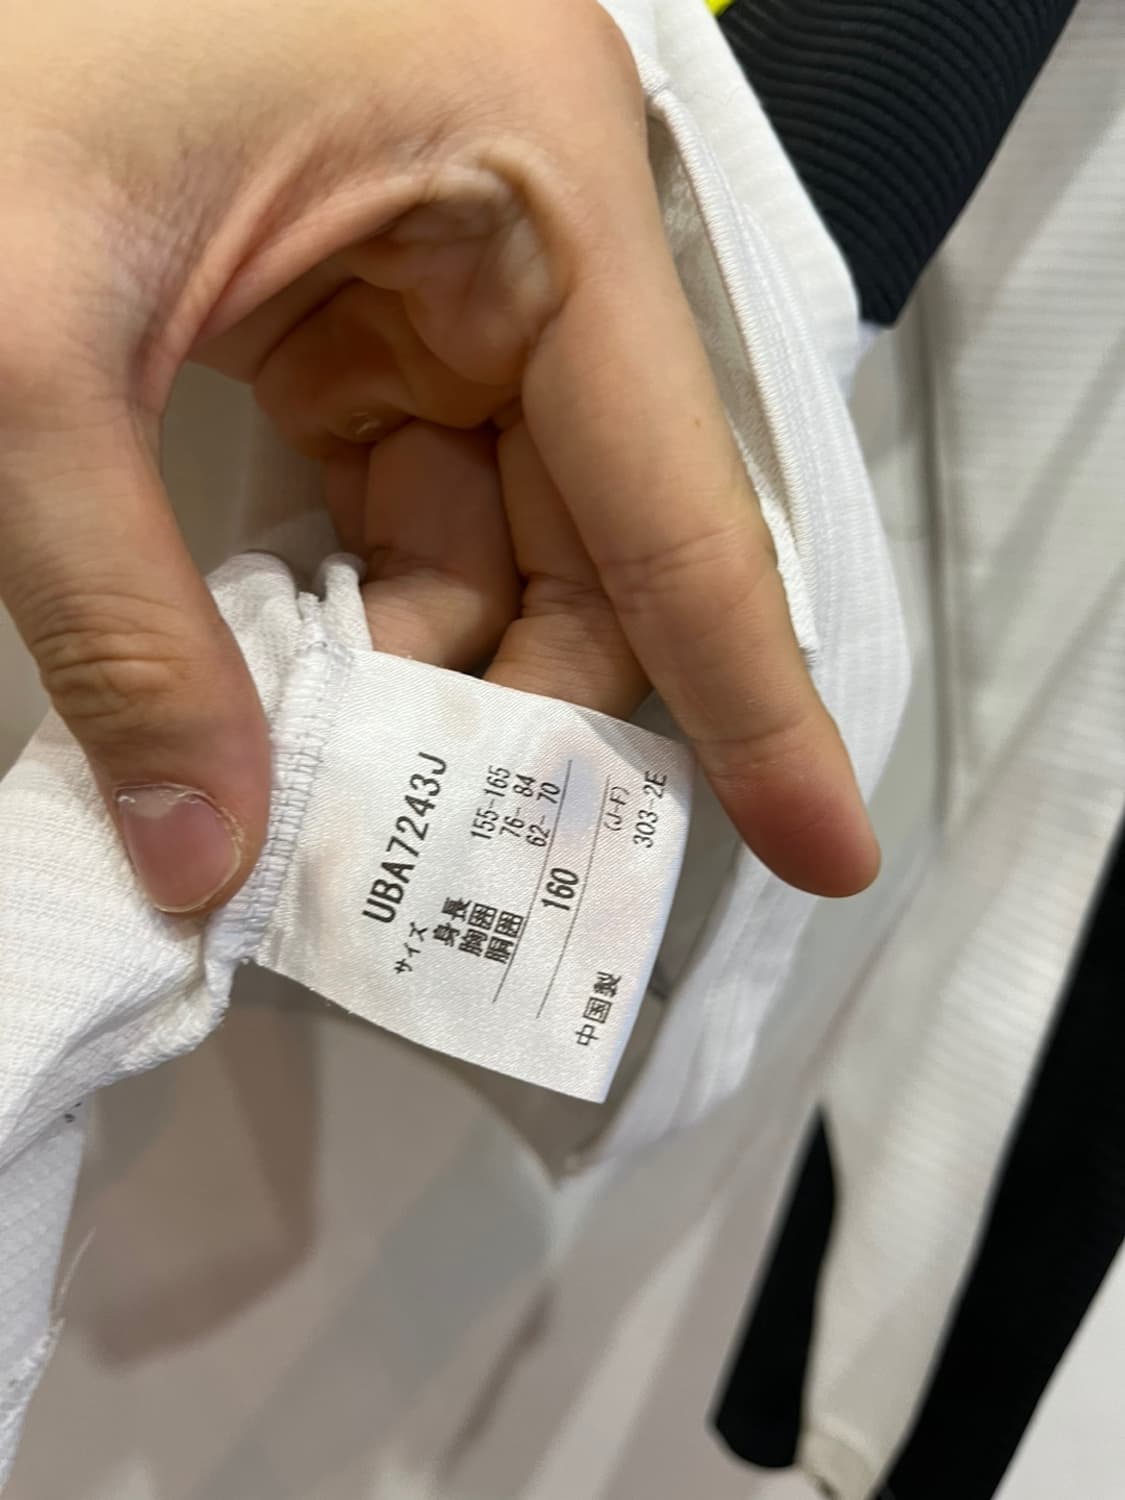 UBA7243J
サイズ
身長 155-165
胸囲 76- 84
胴囲 62- 70
160
(J-F)
中国製 303-2E